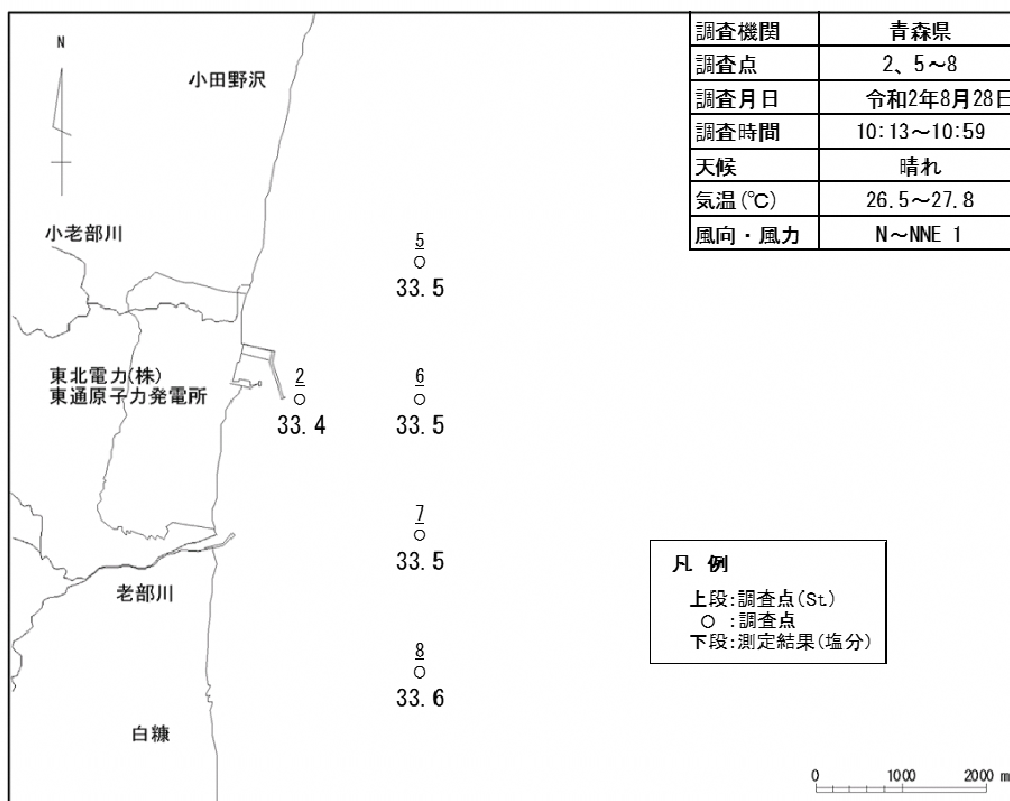 調査機関 青森県
調査点 2、5～8
調査月日 令和2年8月28日
調査時間 10:13～10:59
天候 晴れ
気温(℃) 26.5～27.8
風向・風力 N～NNE 1
N
小田野沢
小老部川
5
33.5
東北電力(株)
東通原子力発電所
2
33.4
6
33.5
7
33.5
老部川
8
33.6
白糠
凡 例
上段:調査点(St.)
○ :調査点
下段:測定結果(塩分)
0 1000 2000 m